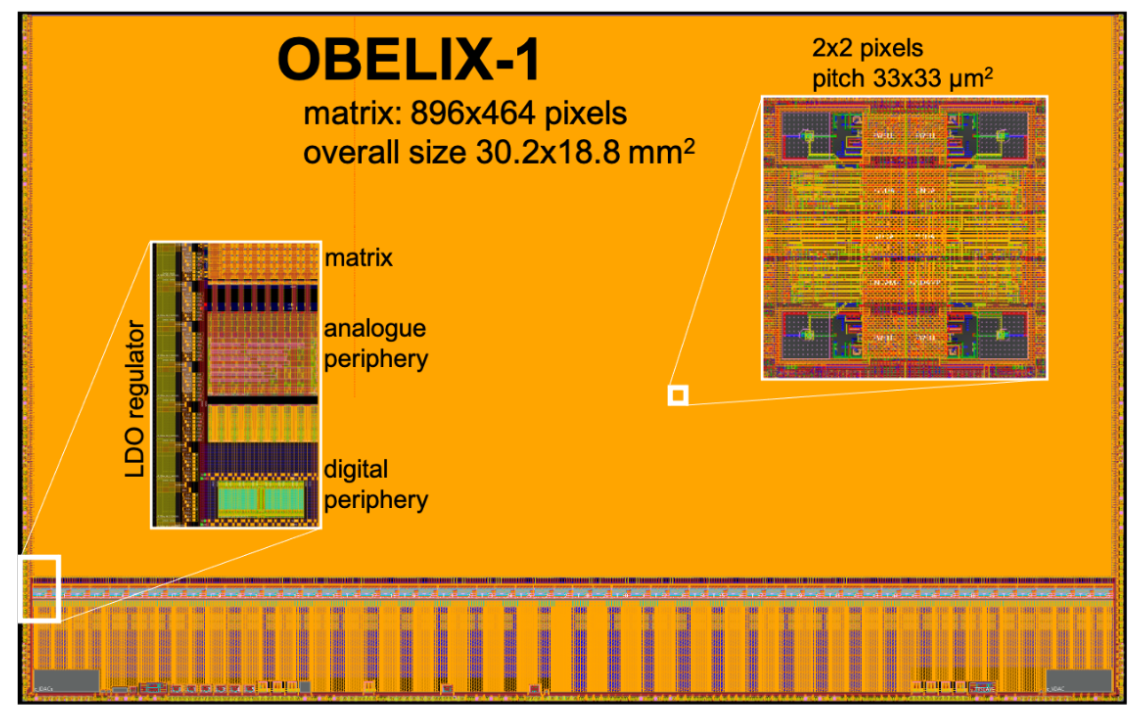 OBELIX-1
matrix: 896x464 pixels
overall size 30.2x18.8 mm²
2x2 pixels
pitch 33x33 µm²
matrix
analogue
periphery
LDO regulator
digital
periphery